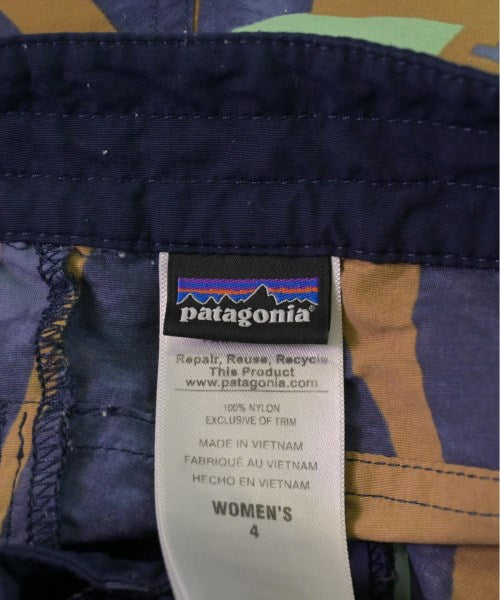 patagonia®
Repair, Reuse, Recycle
This Product
www.patagonia.com
100% NYLON
EXCLUSIVE OF TRIM
MADE IN VIETNAM
FABRIQUÉ AU VIETNAM
HECHO EN VIETNAM
WOMEN'S
4